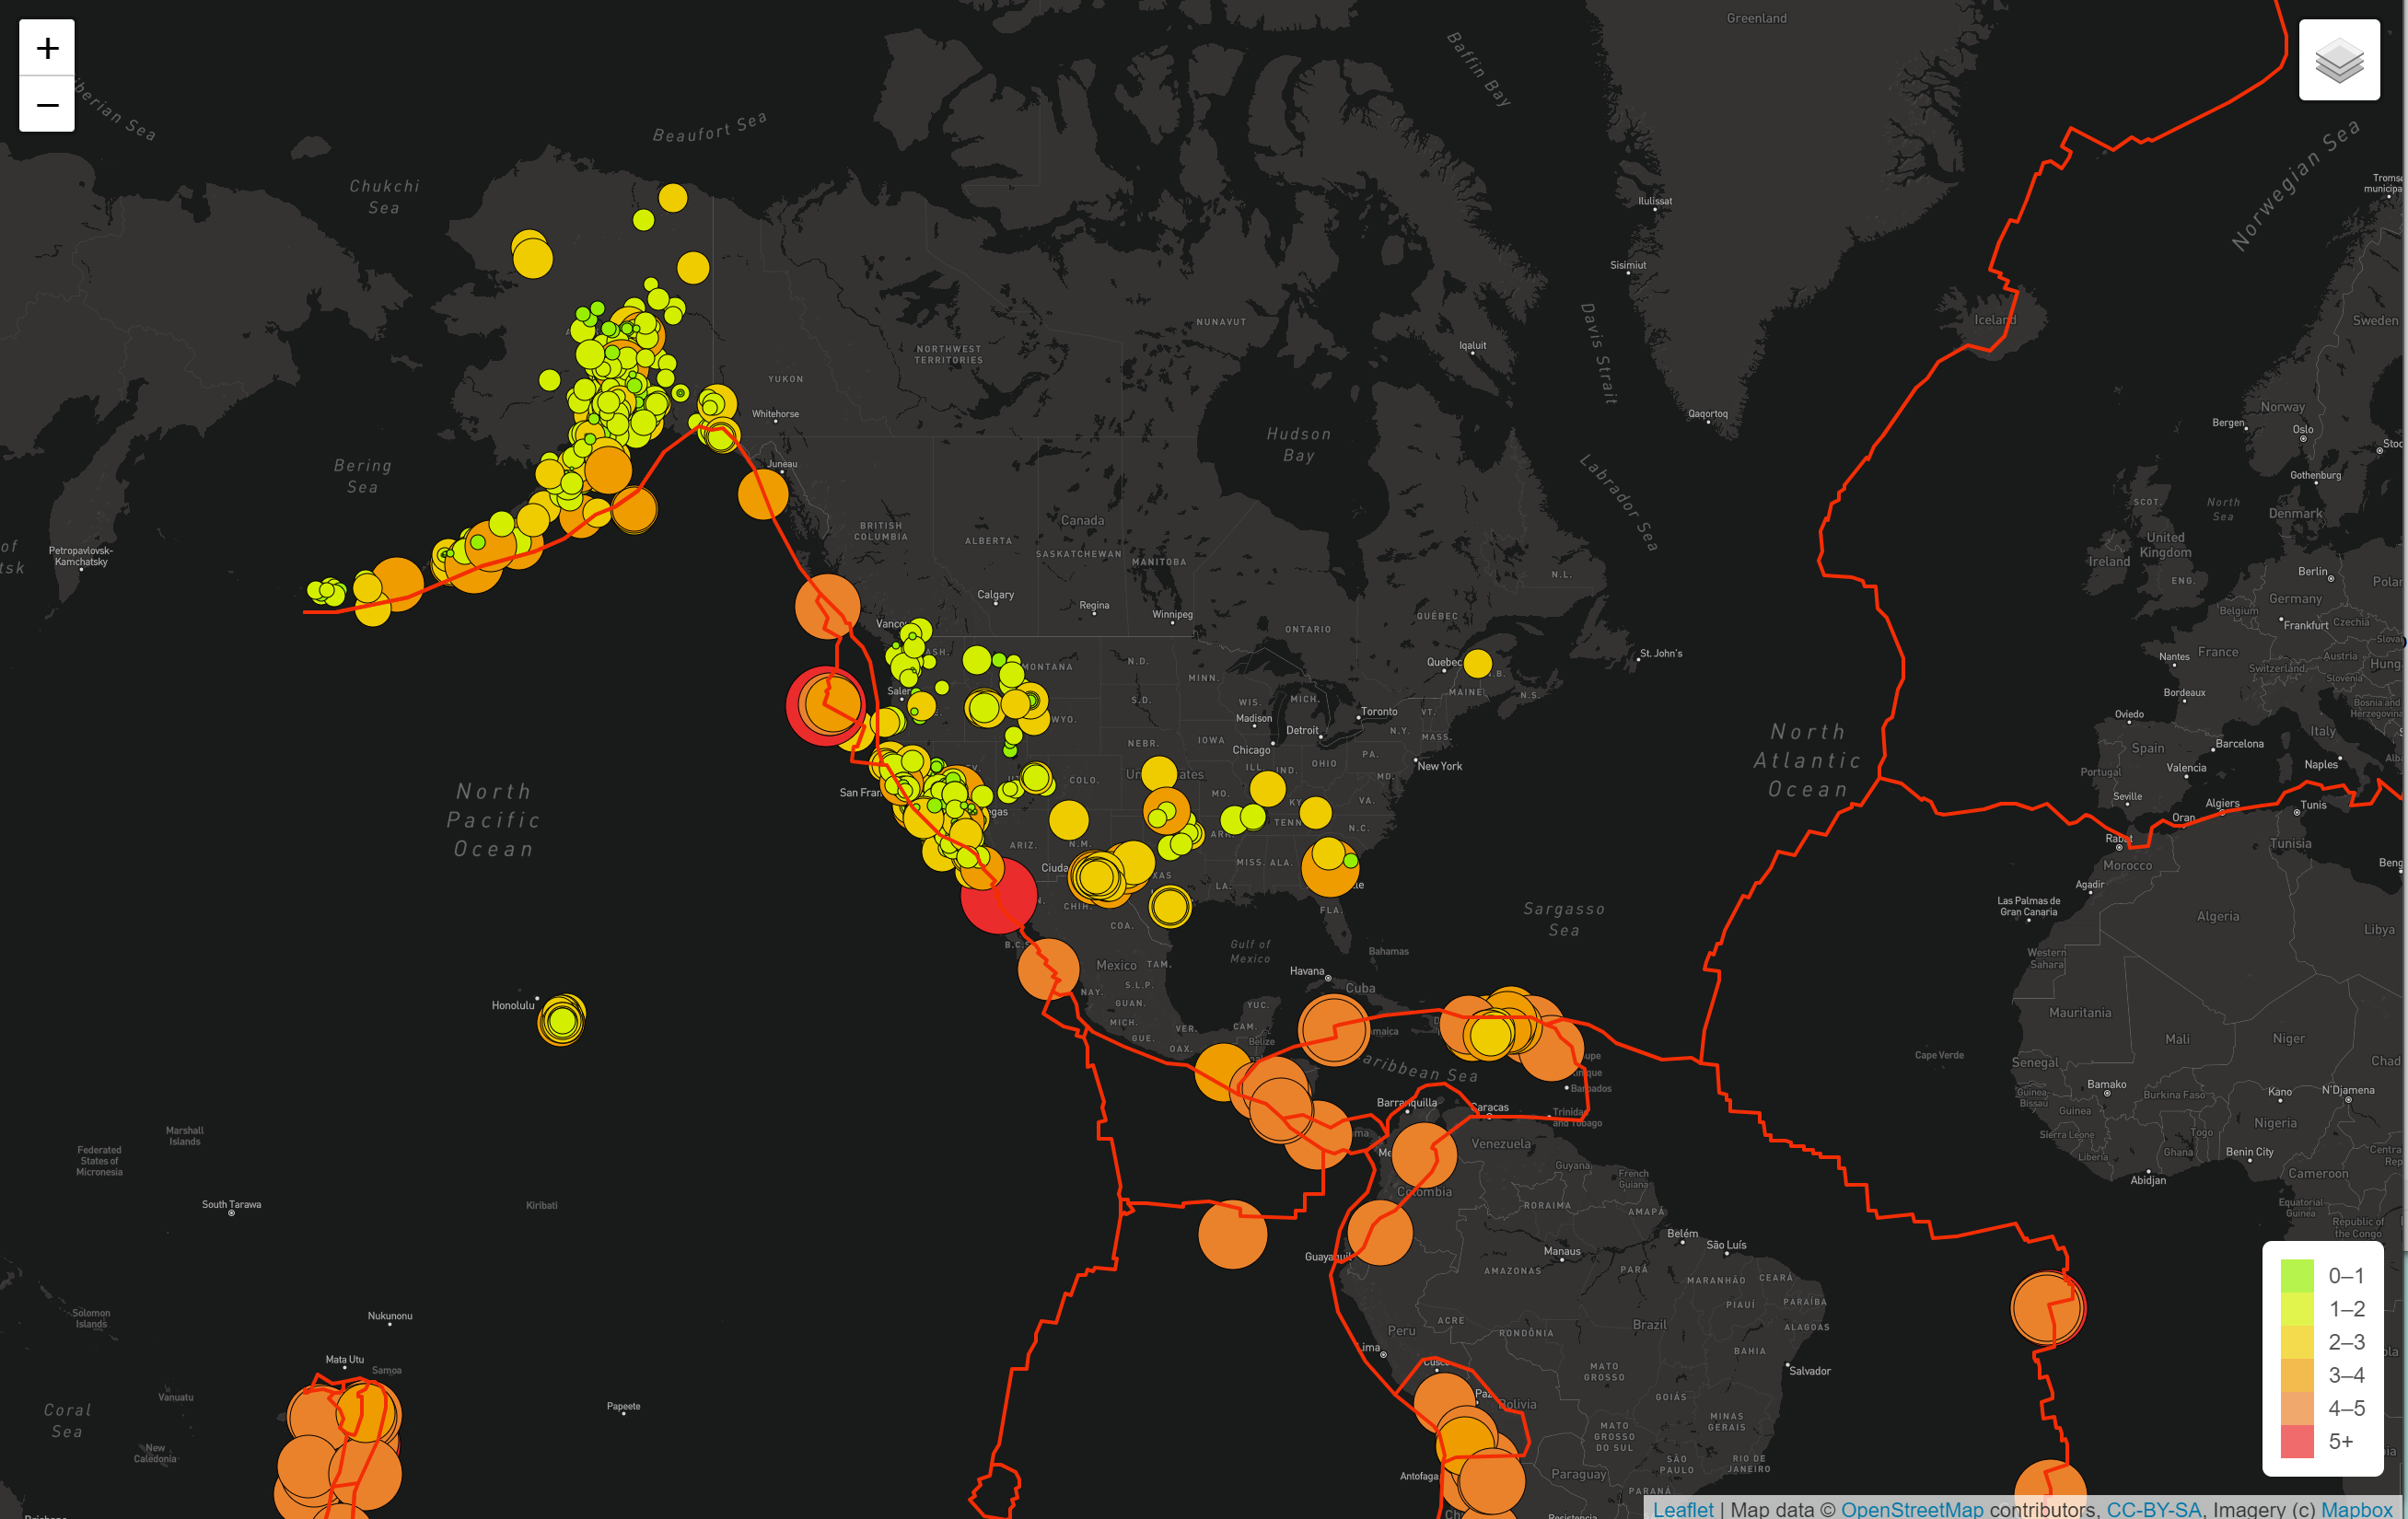 +
−
Greenland
Baffin Bay
Beaufort Sea
Chukchi
Sea
Norwegian Sea
Ilulissat
Sisimiut
Iceland
Sweden
NUNAVUT
Iqaluit
NORTHWEST
TERRITORIES
YUKON
Davis Strait
Whitehorse
Qaqortoq
Norway
Bergen
Oslo
Hudson
Bay
Bering
Sea
Juneau
Labrador Sea
Gothenburg
SCOT.
North
Sea
Denmark
BRITISH
COLUMBIA
Canada
ALBERTA
SASKATCHEWAN
MANITOBA
Petropavlovsk-
Kamchatsky
United
Kingdom
Ireland
N.L.
ENG.
Berlin
Calgary
Regina
Winnipeg
QUÉBEC
ONTARIO
Germany
Belgium
Frankfurt
Czechia
St. John's
Quebec
Nantes
France
Austria
Switzerland
Slovenia
MONTANA
N.D.
MINN.
MAINE
N.S.
Bordeaux
S.D.
WIS.
MICH.
VT.
Toronto
Madison
Detroit
N.Y.
MASS.
Oviedo
WYO.
NEBR.
IOWA
Chicago
ILL.
IND.
OHIO
PA.
New York
MD.
Spain
Barcelona
Italy
Portugal
Valencia
Naples
North
Atlantic
Ocean
COLO.
MO.
KY.
VA.
Seville
Algiers
Tunis
Oran
North
Pacific
Ocean
TENN.
N.C.
ARIZ.
N.M.
MISS.
ALA.
LA.
FLA.
Rabat
Morocco
Tunisia
Agadir
Las Palmas de
Gran Canaria
Algeria
Libya
CHIH.
COA.
Sargasso
Sea
Gulf of
Mexico
Bahamas
Western
Sahara
Mexico
TAM.
Havana
Cuba
NAY.
S.L.P.
GUAN.
YUC.
MICH.
VER.
CAM.
GUE.
OAX.
Belize
Honolulu
Mauritania
Mali
Niger
Chad
Cape Verde
Senegal
Caribbean Sea
Barbados
Bamako
Kano
N'Djamena
Guinea-
Bissau
Burkina Faso
Guinea
Barranquilla
Caracas
Trinidad
and Tobago
Nigeria
Togo
Sierra Leone
Ghana
Liberia
Benin City
Cameroon
Abidjan
Venezuela
Guyana
French
Guiana
Colombia
RORAIMA
AMAPÁ
Equatorial
Guinea
Republic of
the Congo
Marshall
Islands
Federated
States of
Micronesia
South Tarawa
Kiribati
Guayaquil
Manaus
Belém
São Luís
AMAZONAS
PARÁ
MARANHÃO
CEARÁ
PARAÍBA
PIAUÍ
ALAGOAS
Solomon
Islands
Nukunonu
Peru
ACRE
RONDÔNIA
Brazil
BAHIA
Lima
MATO
GROSSO
Salvador
Mata Utu
Samoa
Cusco
Vanuatu
Papeete
Bolivia
GOIÁS
MINAS
GERAIS
MATO
GROSSO
DO SUL
Coral
Sea
New
Caledonia
SÃO
PAULO
RIO DE
JANEIRO
Paraguay
PARANÁ
0–1
1–2
2–3
3–4
4–5
5+
Leaflet | Map data © OpenStreetMap contributors, CC-BY-SA, Imagery (c) Mapbox